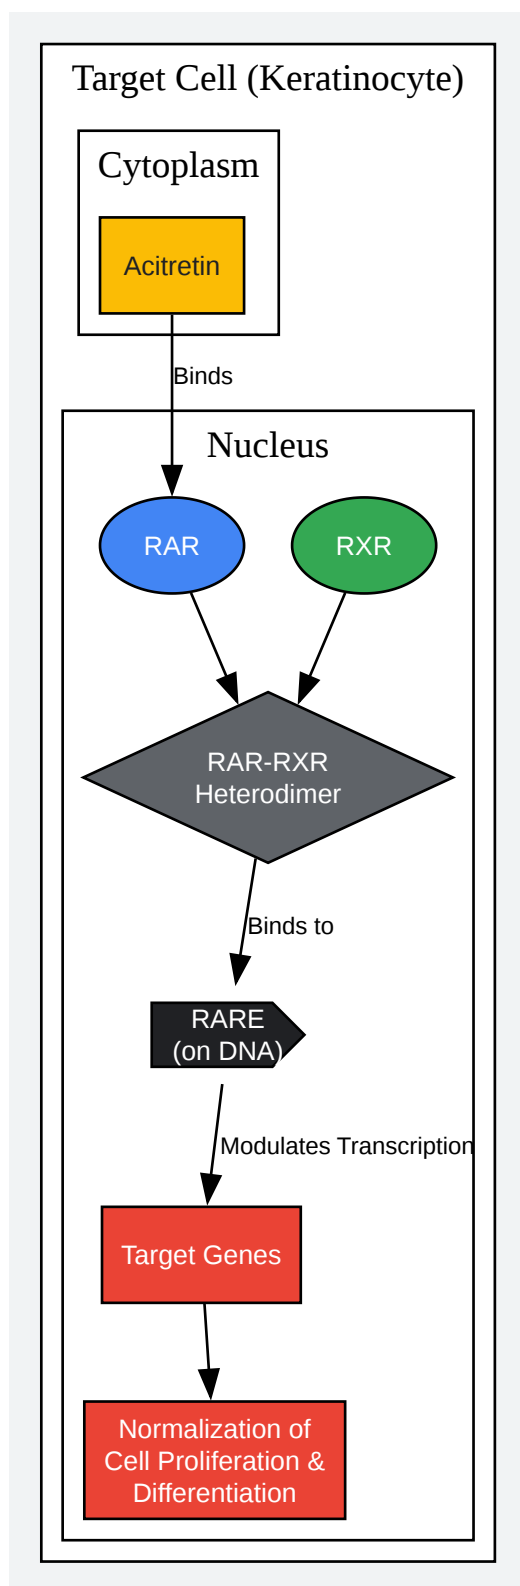 Target Cell (Keratinocyte)
Cytoplasm
Acitretin
Binds
Nucleus
RAR
RXR
RAR-RXR
Heterodimer
Binds to
RARE
(on DNA)
Modulates Transcription
Target Genes
Normalization of
Cell Proliferation &
Differentiation